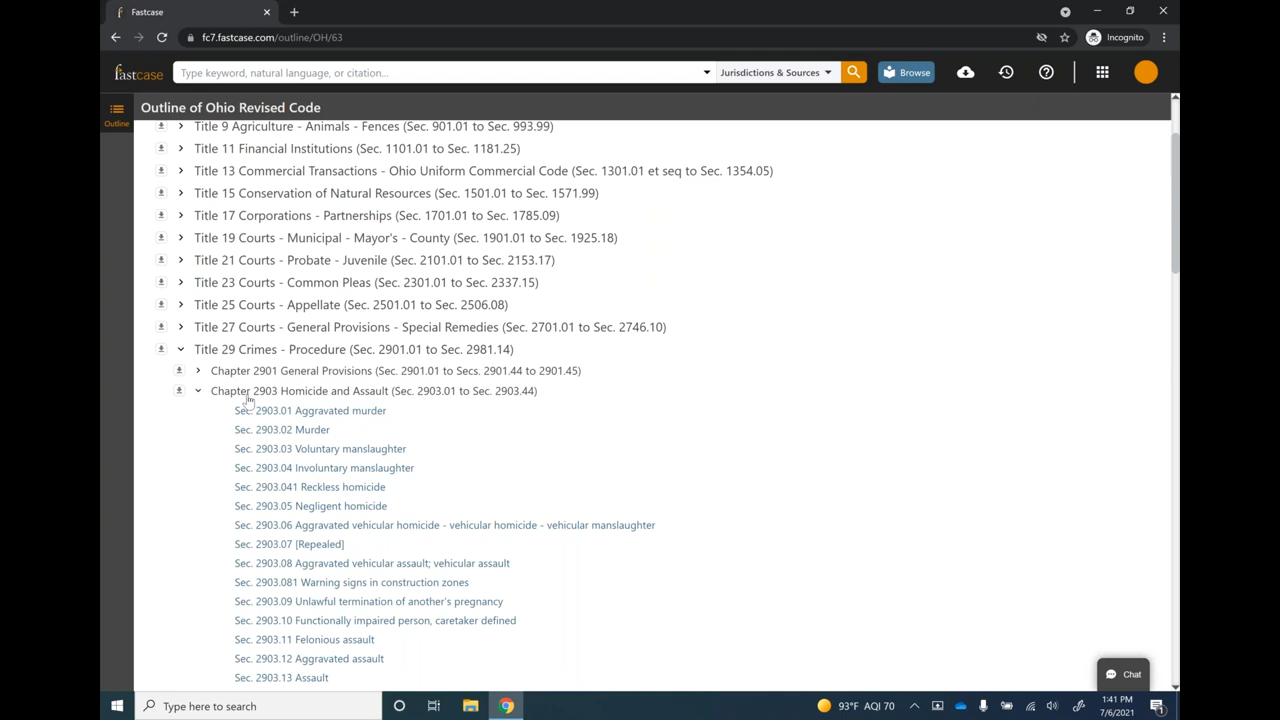 Fastcase
fc7.fastcase.com/outline/OH/63
Incognito
fastcase
Type keyword, natural language, or citation...
Jurisdictions & Sources
Browse
Outline
Outline of Ohio Revised Code
Title 9 Agriculture - Animals - Fences (Sec. 901.01 to Sec. 993.99)
Title 11 Financial Institutions (Sec. 1101.01 to Sec. 1181.25)
Title 13 Commercial Transactions - Ohio Uniform Commercial Code (Sec. 1301.01 et seq to Sec. 1354.05)
Title 15 Conservation of Natural Resources (Sec. 1501.01 to Sec. 1571.99)
Title 17 Corporations - Partnerships (Sec. 1701.01 to Sec. 1785.09)
Title 19 Courts - Municipal - Mayor's - County (Sec. 1901.01 to Sec. 1925.18)
Title 21 Courts - Probate - Juvenile (Sec. 2101.01 to Sec. 2153.17)
Title 23 Courts - Common Pleas (Sec. 2301.01 to Sec. 2337.15)
Title 25 Courts - Appellate (Sec. 2501.01 to Sec. 2506.08)
Title 27 Courts - General Provisions - Special Remedies (Sec. 2701.01 to Sec. 2746.10)
Title 29 Crimes - Procedure (Sec. 2901.01 to Sec. 2981.14)
Chapter 2901 General Provisions (Sec. 2901.01 to Secs. 2901.44 to 2901.45)
Chapter 2903 Homicide and Assault (Sec. 2903.01 to Sec. 2903.44)
Sec. 2903.01 Aggravated murder
Sec. 2903.02 Murder
Sec. 2903.03 Voluntary manslaughter
Sec. 2903.04 Involuntary manslaughter
Sec. 2903.041 Reckless homicide
Sec. 2903.05 Negligent homicide
Sec. 2903.06 Aggravated vehicular homicide - vehicular homicide - vehicular manslaughter
Sec. 2903.07 [Repealed]
Sec. 2903.08 Aggravated vehicular assault; vehicular assault
Sec. 2903.081 Warning signs in construction zones
Sec. 2903.09 Unlawful termination of another's pregnancy
Sec. 2903.10 Functionally impaired person, caretaker defined
Sec. 2903.11 Felonious assault
Sec. 2903.12 Aggravated assault
Sec. 2903.13 Assault
Chat
Type here to search
93°F AQI 70
1:41 PM
7/6/2021
1